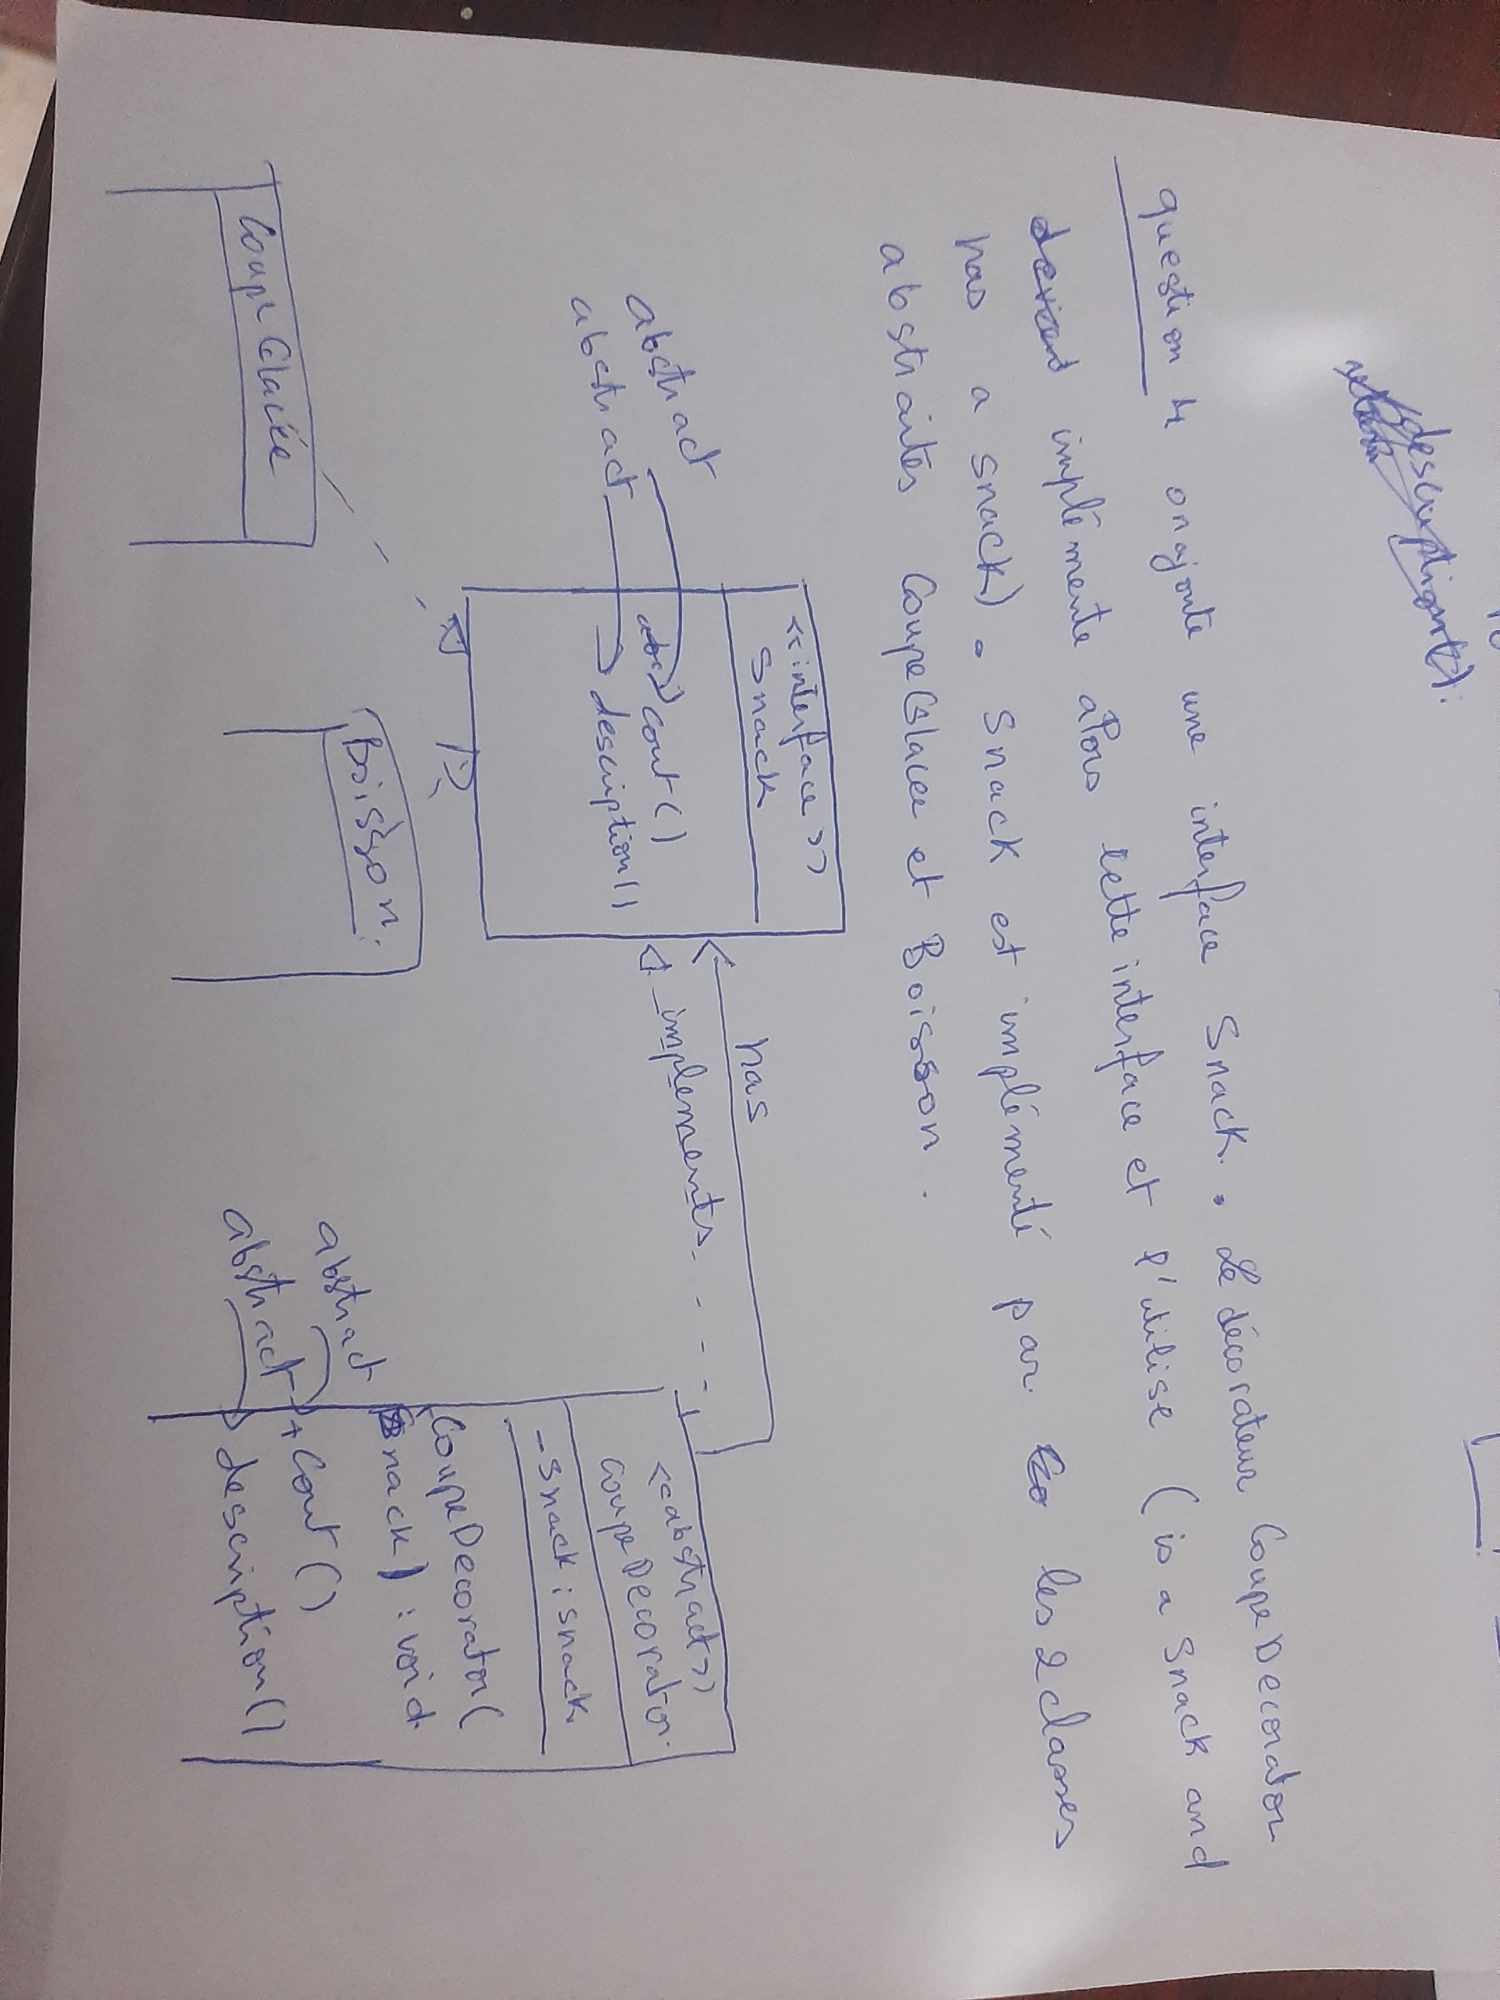 description().
question 4 on ajoute une interface Snack. Le décorateur CoupeDecorator
implémente alors cette interface et l'utilise (is a Snack and
has a snack). Snack est implémenté par les 2 classes
abstraites CoupeGlacee et Boisson.
<<interface>>
Snack
has
implements
abstract
cout()
abstract
description()
<<abstract>>
CoupeDecorator
- Snack : snack
CoupeDecorator(
Snack) : void
abstract
+ Cout()
abstract
description()
Boisson
Coupe Glacée